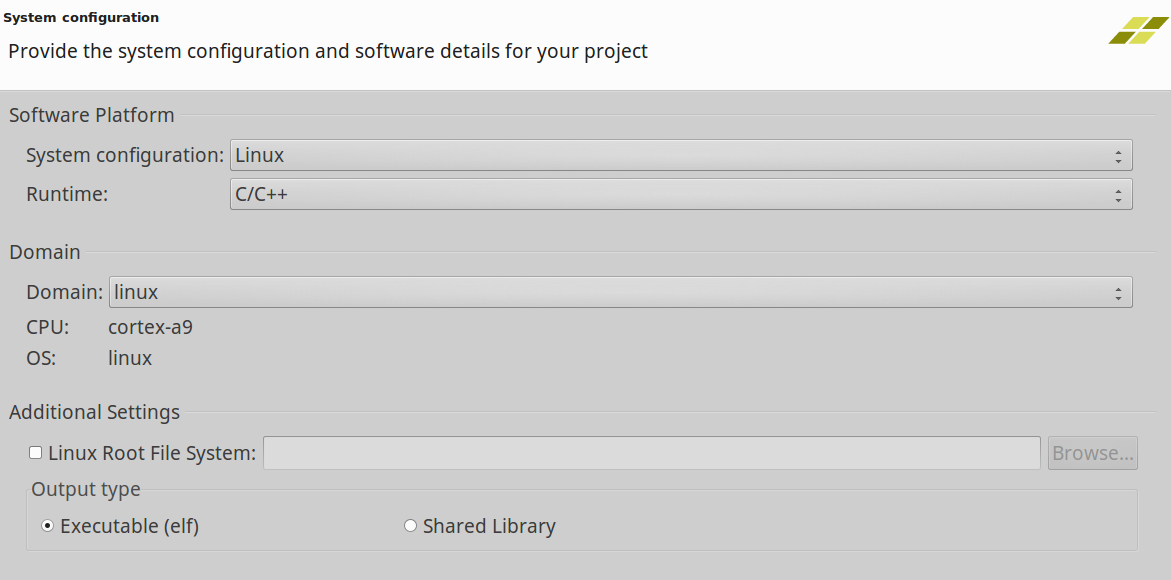 System configuration
Provide the system configuration and software details for your project
Software Platform
System configuration: Linux
Runtime: C/C++
Domain
Domain: linux
CPU: cortex-a9
OS: linux
Additional Settings
Linux Root File System: Browse...
Output type
Executable (elf) Shared Library